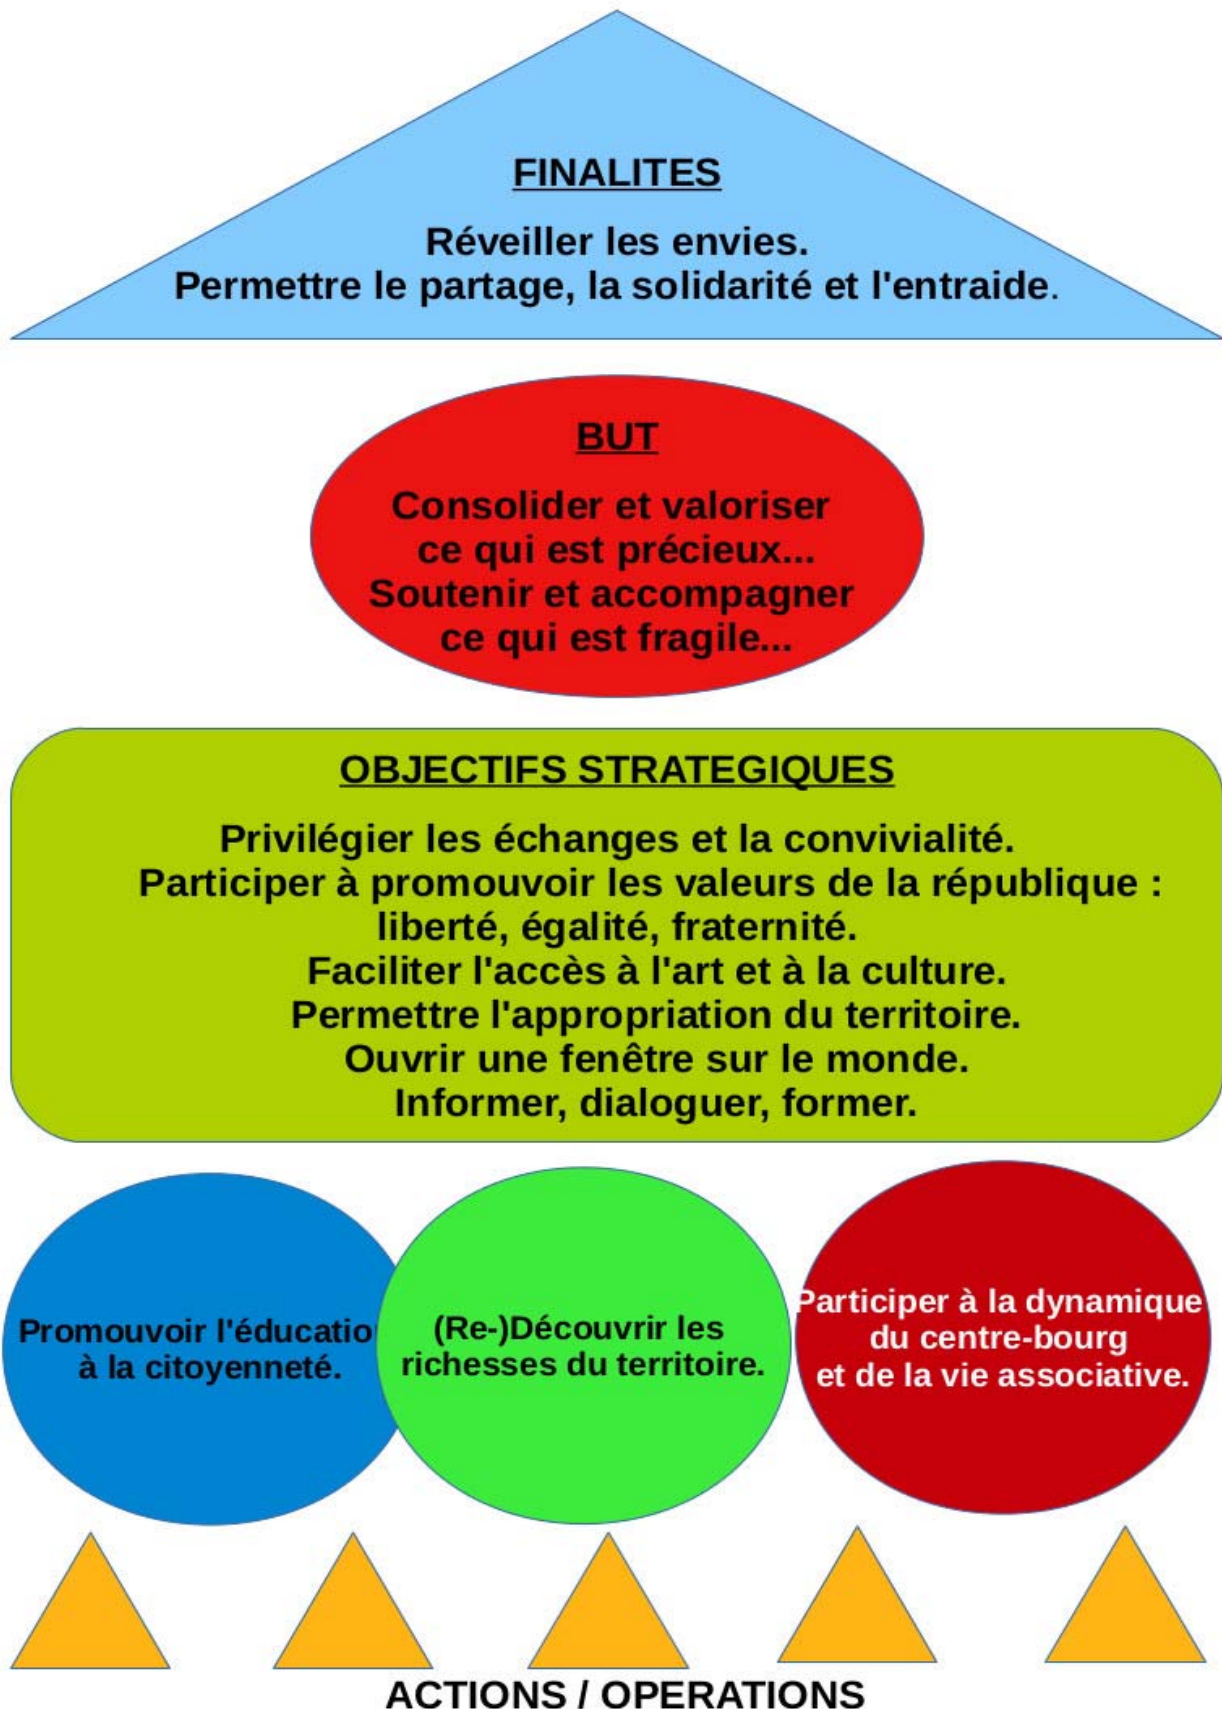 FINALITES
Réveiller les envies.
Permettre le partage, la solidarité et l'entraide.
BUT
Consolider et valoriser
ce qui est précieux...
Soutenir et accompagner
ce qui est fragile...
OBJECTIFS STRATEGIQUES
Privilégier les échanges et la convivialité.
Participer à promouvoir les valeurs de la république :
liberté, égalité, fraternité.
Faciliter l'accès à l'art et à la culture.
Permettre l'appropriation du territoire.
Ouvrir une fenêtre sur le monde.
Informer, dialoguer, former.
Promouvoir l'éducation
à la citoyenneté.
(Re-)Découvrir les
richesses du territoire.
Participer à la dynamique
du centre-bourg
et de la vie associative.
ACTIONS / OPERATIONS